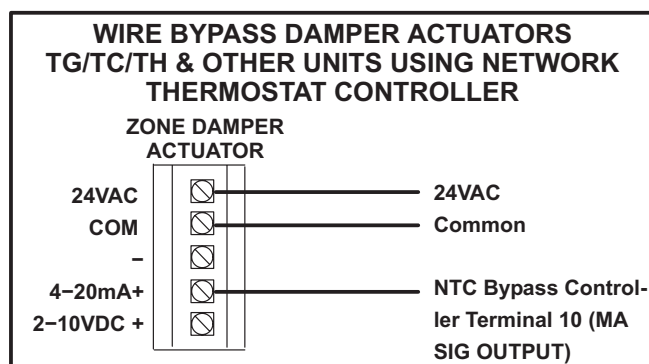 WIRE BYPASS DAMPER ACTUATORS
TG/TC/TH & OTHER UNITS USING NETWORK
THERMOSTAT CONTROLLER
ZONE DAMPER
ACTUATOR
24VAC
24VAC
COM
Common
−
4−20mA+
NTC Bypass Control-
2−10VDC +
ler Terminal 10 (MA
SIG OUTPUT)